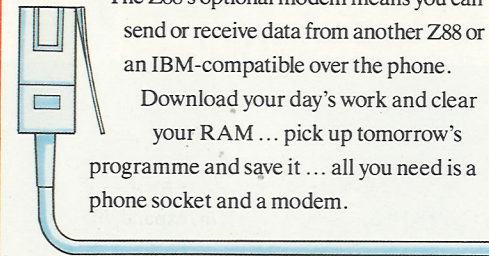 The Z88's optional modem means you can
send or receive data from another Z88 or
an IBM-compatible over the phone.
Download your day's work and clear
your RAM ... pick up tomorrow's
programme and save it ... all you need is a
phone socket and a modem.